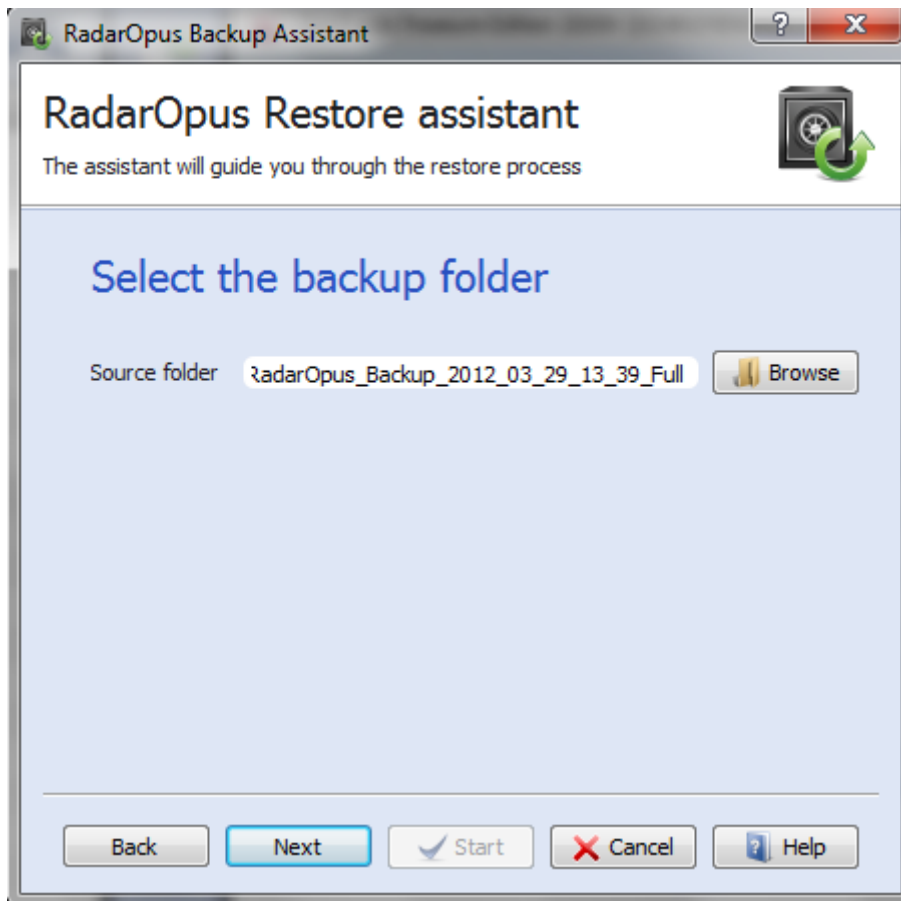 RadarOpus Backup Assistant
RadarOpus Restore assistant
The assistant will guide you through the restore process
Select the backup folder
Source folder RadarOpus_Backup_2012_03_29_13_39_Full Browse
Back Next Start Cancel Help